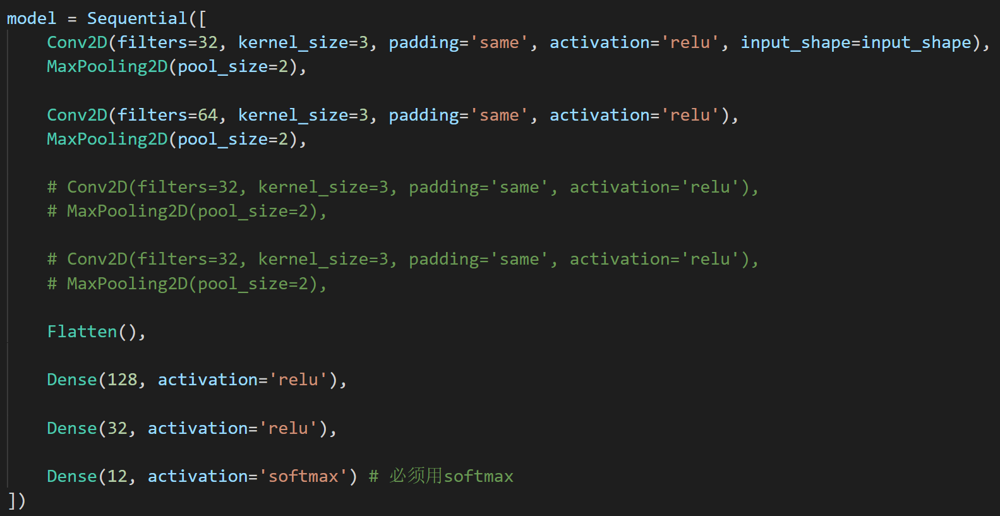 model = Sequential([
    Conv2D(filters=32, kernel_size=3, padding='same', activation='relu', input_shape=input_shape),
    MaxPooling2D(pool_size=2),

    Conv2D(filters=64, kernel_size=3, padding='same', activation='relu'),
    MaxPooling2D(pool_size=2),

    # Conv2D(filters=32, kernel_size=3, padding='same', activation='relu'),
    # MaxPooling2D(pool_size=2),

    # Conv2D(filters=32, kernel_size=3, padding='same', activation='relu'),
    # MaxPooling2D(pool_size=2),

    Flatten(),

    Dense(128, activation='relu'),

    Dense(32, activation='relu'),

    Dense(12, activation='softmax') # 必须用softmax
])